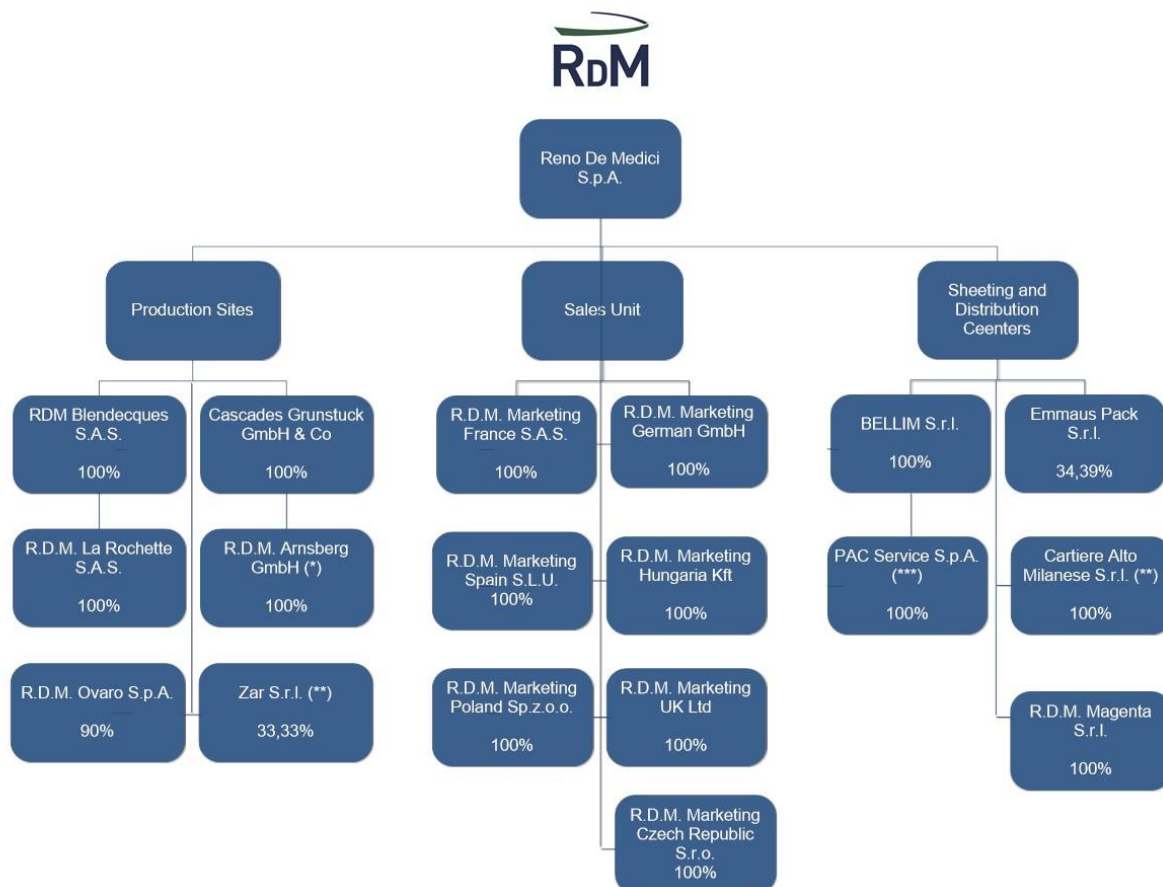 RDM
Reno De Medici
S.p.A.
Production Sites
Sales Unit
Sheeting and
Distribution
Ceenters
RDM Blendecques
S.A.S.
100%
Cascades Grunstuck
GmbH & Co
100%
R.D.M. Marketing
France S.A.S.
100%
R.D.M. Marketing
German GmbH
100%
BELLIM S.r.l.
100%
Emmaus Pack
S.r.l.
34,39%
R.D.M. La Rochette
S.A.S.
100%
R.D.M. Arnsberg
GmbH (*)
100%
R.D.M. Marketing
Spain S.L.U.
100%
R.D.M. Marketing
Hungaria Kft
100%
PAC Service S.p.A.
(***)
100%
Cartiere Alto
Milanese S.r.l. (**)
100%
R.D.M. Ovaro S.p.A.
90%
Zar S.r.l. (**)
33,33%
R.D.M. Marketing
Poland Sp.z.o.o.
100%
R.D.M. Marketing
UK Ltd
100%
R.D.M. Magenta
S.r.l.
100%
R.D.M. Marketing
Czech Republic
S.r.o.
100%